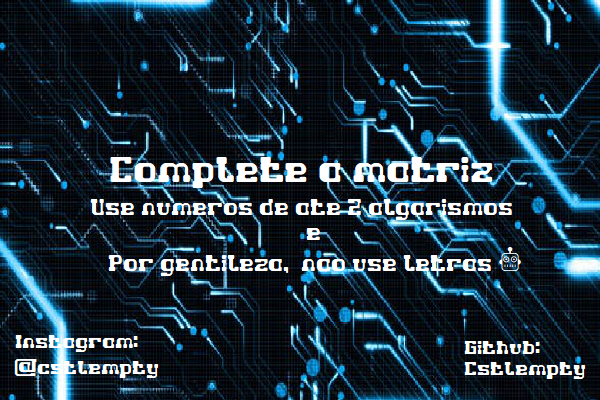 Complete a matriz
Use numeros de ate 2 algarismos
e
Por gentileza, nao use letras
Instagram:
@cstlempty
Github:
Cstlempty